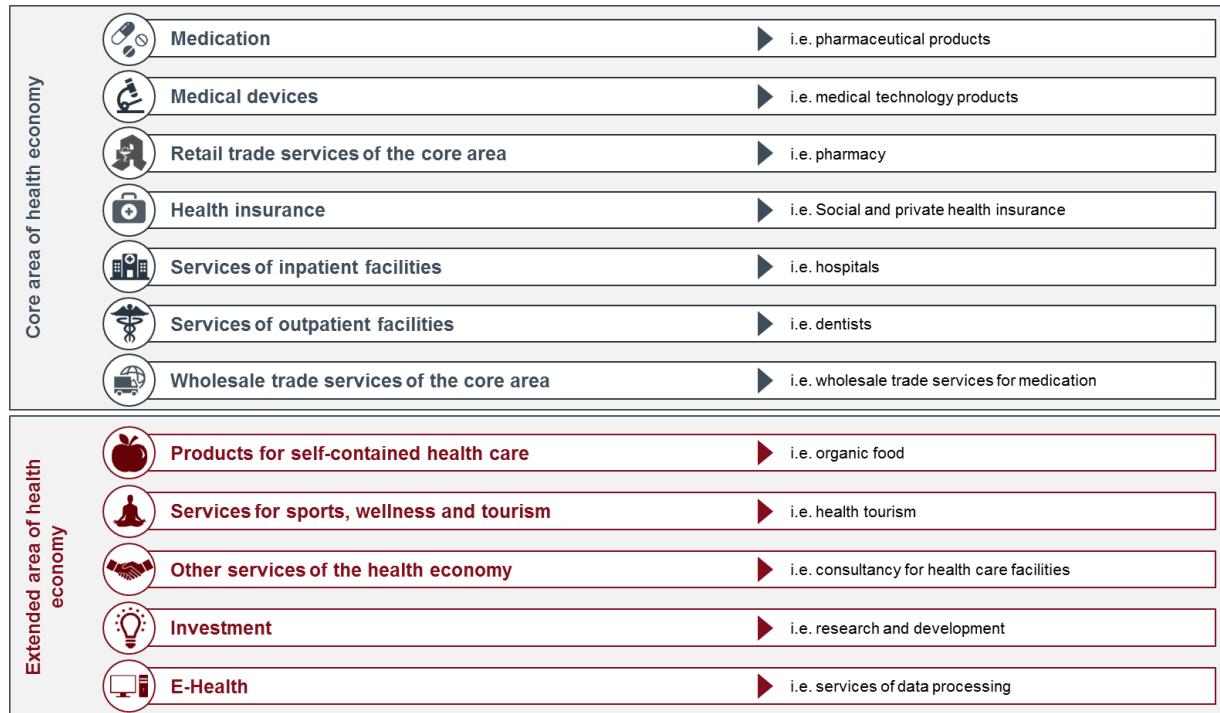 Core area of health economy
Medication
i.e. pharmaceutical products
Medical devices
i.e. medical technology products
Retail trade services of the core area
i.e. pharmacy
Health insurance
i.e. Social and private health insurance
Services of inpatient facilities
i.e. hospitals
Services of outpatient facilities
i.e. dentists
Wholesale trade services of the core area
i.e. wholesale trade services for medication
Extended area of health
economy
Products for self-contained health care
i.e. organic food
Services for sports, wellness and tourism
i.e. health tourism
Other services of the health economy
i.e. consultancy for health care facilities
Investment
i.e. research and development
E-Health
i.e. services of data processing